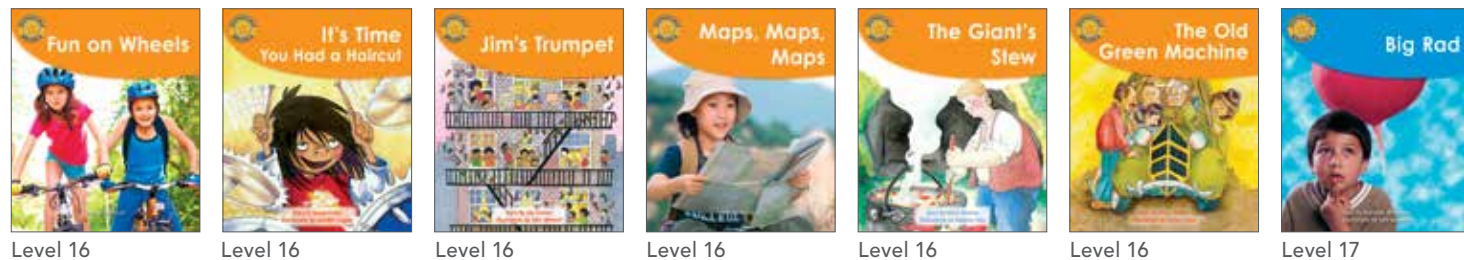 Fun on Wheels
It's Time
You Had a Haircut
Jim's Trumpet
Maps, Maps,
Maps
The Giant's
Stew
The Old
Green Machine
Big Rad
Level 16
Level 16
Level 16
Level 16
Level 16
Level 16
Level 17